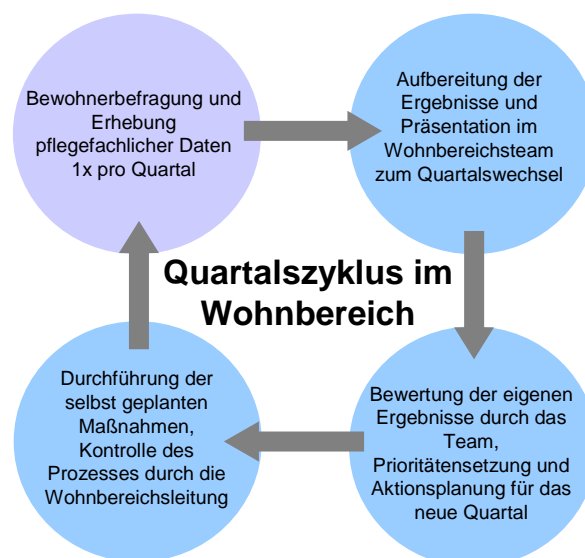 Bewohnerbefragung und
Erhebung
pflegefachlicher Daten
1x pro Quartal
Aufbereitung der
Ergebnisse und
Präsentation im
Wohnbereichsteam
zum Quartalswechsel
Quartalszyklus im
Wohnbereich
Durchführung der
selbst geplanten
Maßnahmen,
Kontrolle des
Prozesses durch die
Wohnbereichsleitung
Bewertung der eigenen
Ergebnisse durch das
Team,
Prioritätensetzung und
Aktionsplanung für das
neue Quartal